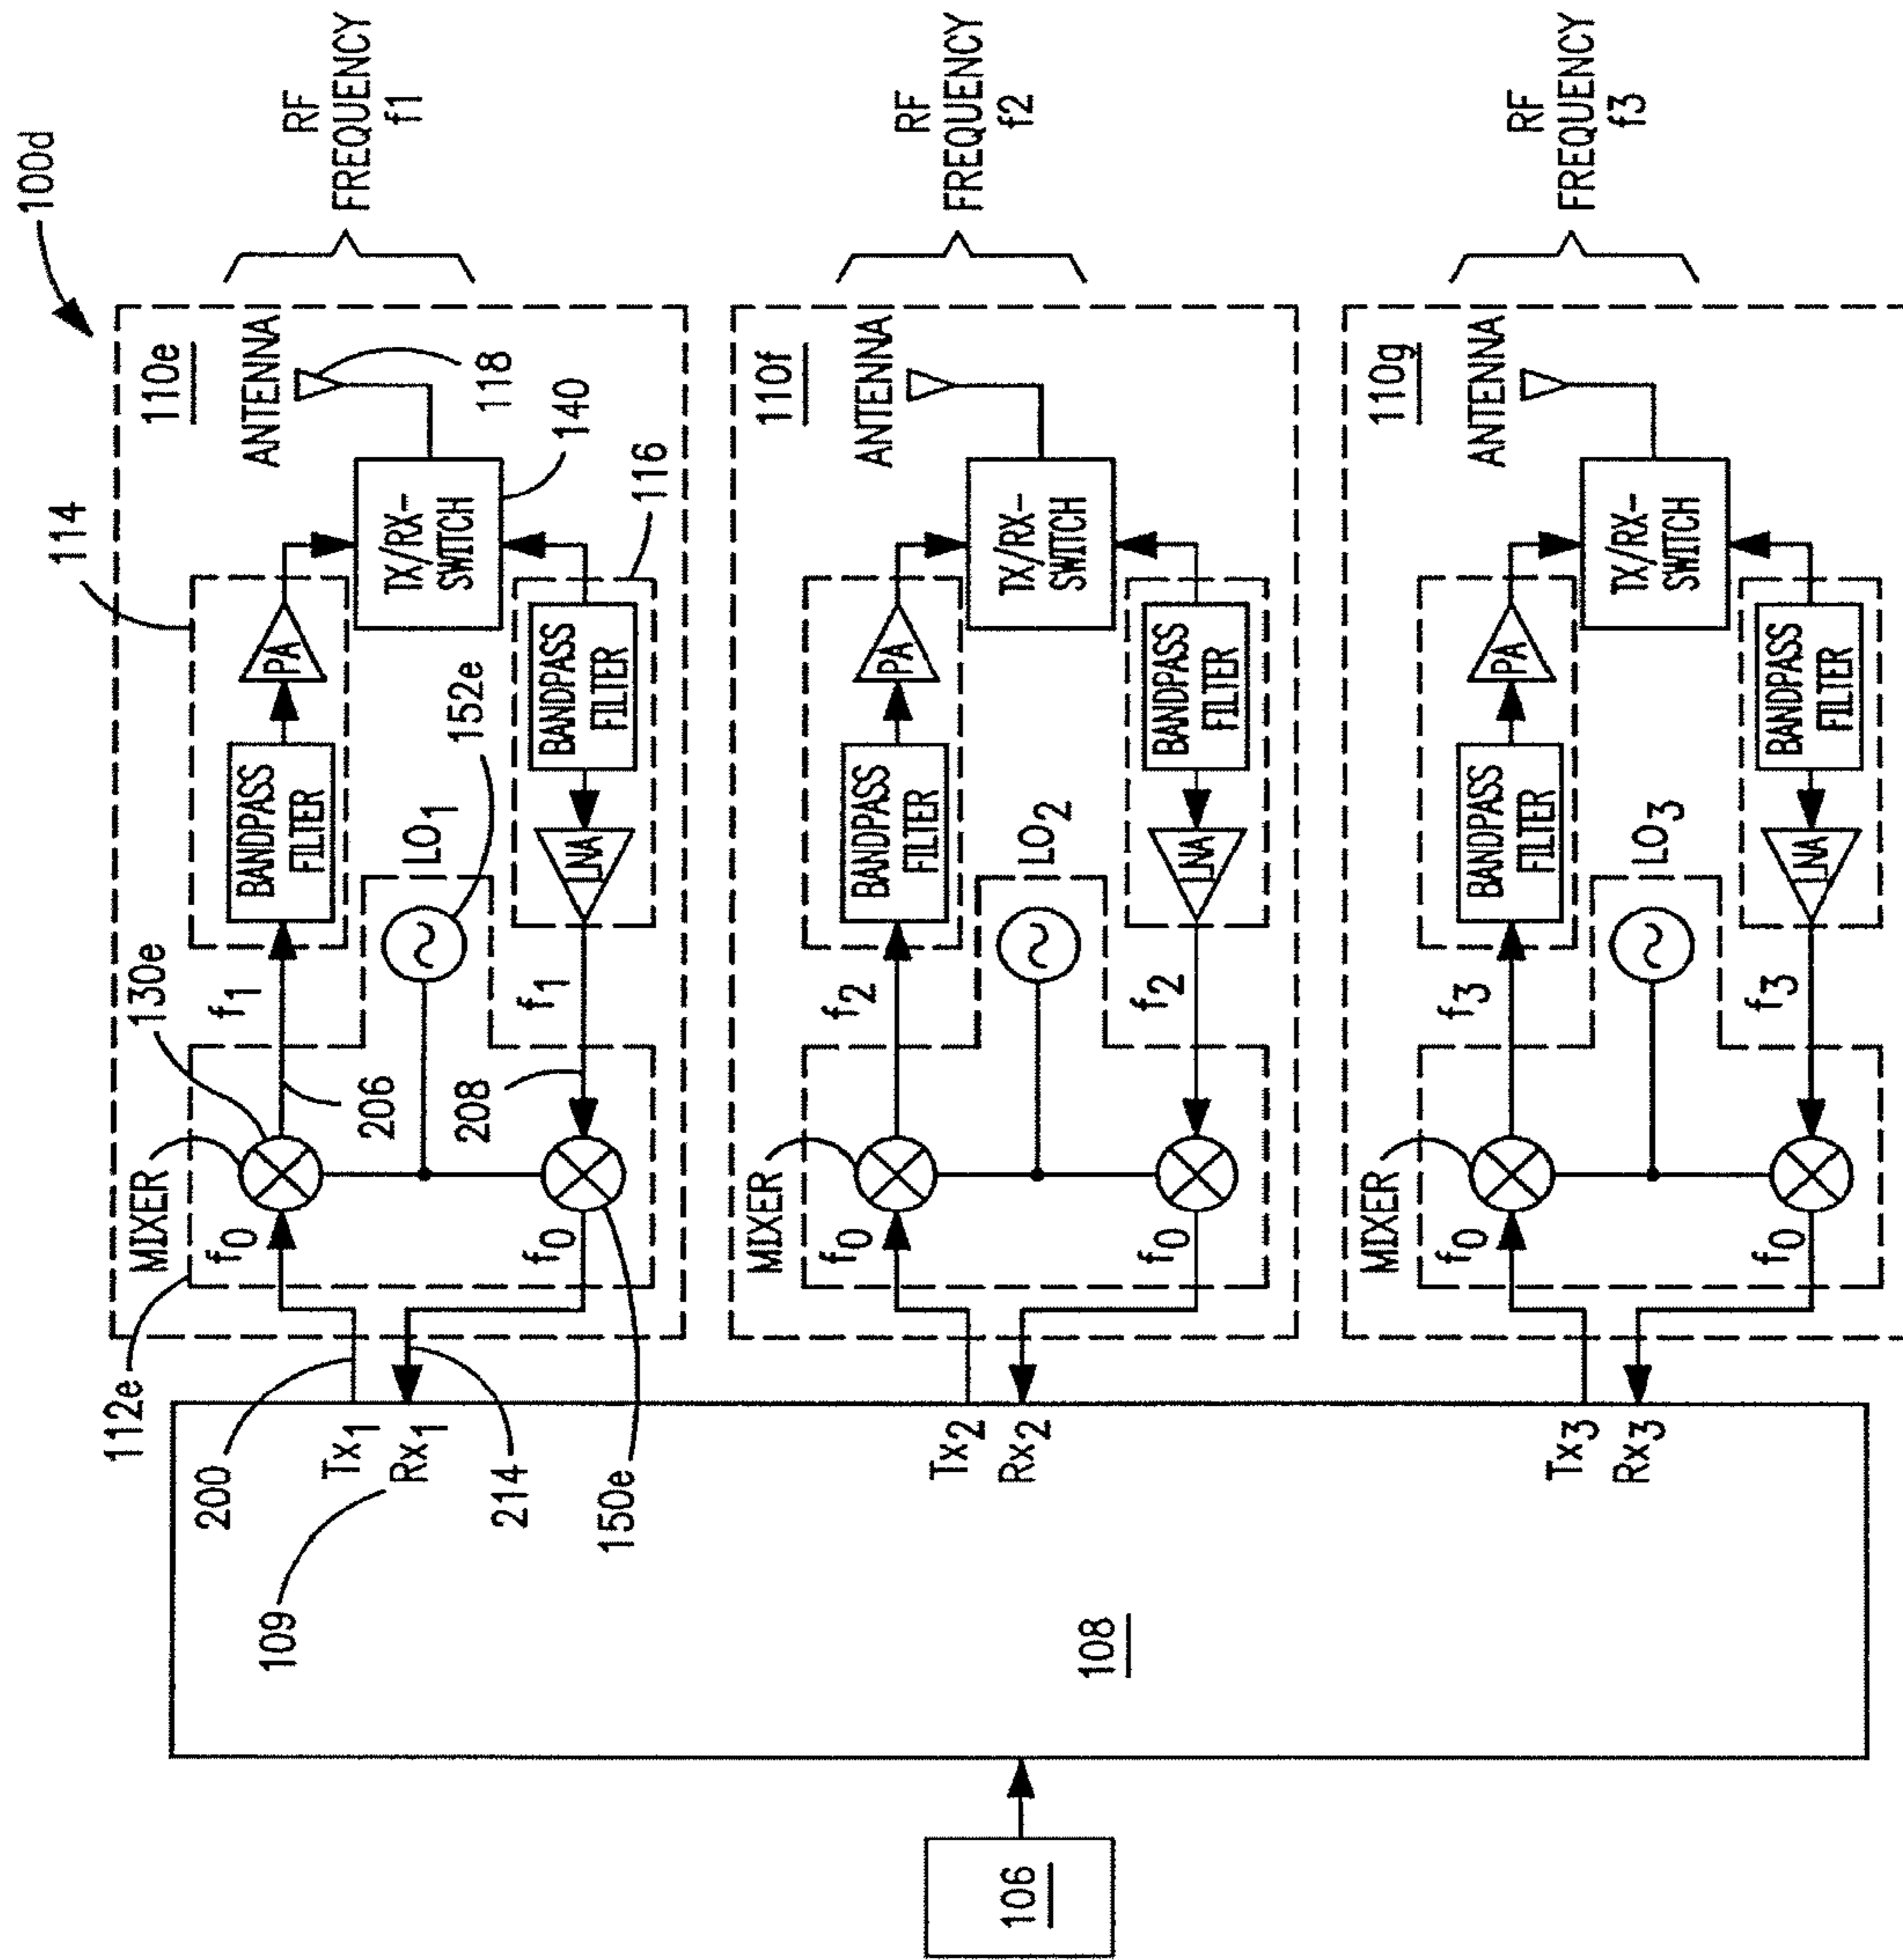 100d
110e
ANTENNA
118
114
BANDPASS
FILTER
PA
TX/RX-
SWITCH
140
116
BANDPASS
FILTER
LNA
LO1
152e
130e
f1
206
f1
208
MIXER
f0
f0
112e
150e
200
Tx1
Rx1
214
109
RF
FREQUENCY
f1
110f
ANTENNA
BANDPASS
FILTER
PA
TX/RX-
SWITCH
BANDPASS
FILTER
LNA
LO2
f2
f2
MIXER
f0
f0
Tx2
Rx2
RF
FREQUENCY
f2
110g
ANTENNA
BANDPASS
FILTER
PA
TX/RX-
SWITCH
BANDPASS
FILTER
LNA
LO3
f3
f3
MIXER
f0
f0
Tx3
Rx3
RF
FREQUENCY
f3
108
106